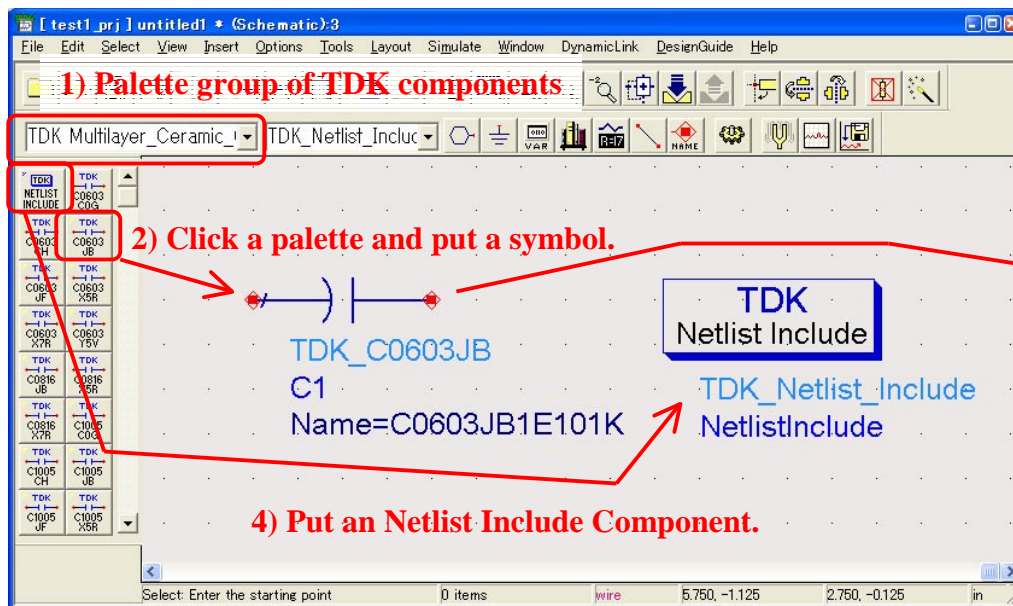 [ test1_prj ] untitled1 * (Schematic):3
File Edit Select View Insert Options Tools Layout Simulate Window DynamicLink DesignGuide Help
1) Palette group of TDK components
TDK Multilayer_Ceramic_ TDK_Netlist_Includ
VAR NAME
TDK NETLIST INCLUDE
TDK C0603 C0G
TDK C0603 CH
TDK C0603 JB
2) Click a palette and put a symbol.
TDK C0603 JF
TDK C0603 X5R
TDK C0603 X7R
TDK C0603 Y5V
TDK C0816 JB
TDK C0816 X5R
TDK C0816 X7R
TDK C1005 C0G
TDK C1005 CH
TDK C1005 JB
TDK C1005 JF
TDK C1005 X5R
TDK_C0603JB
C1
Name=C0603JB1E101K
TDK
Netlist Include
TDK_Netlist_Include
NetlistInclude
4) Put an Netlist Include Component.
Select: Enter the starting point 0 items wire 5.750, -1.125 2.750, -0.125 in